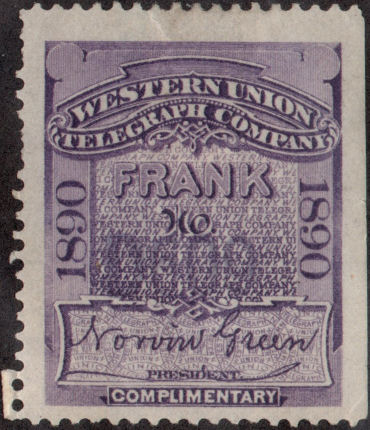 WESTERN UNION
TELEGRAPH COMPANY
FRANK
No.
1890
1890
Norvin Green
PRESIDENT.
COMPLIMENTARY